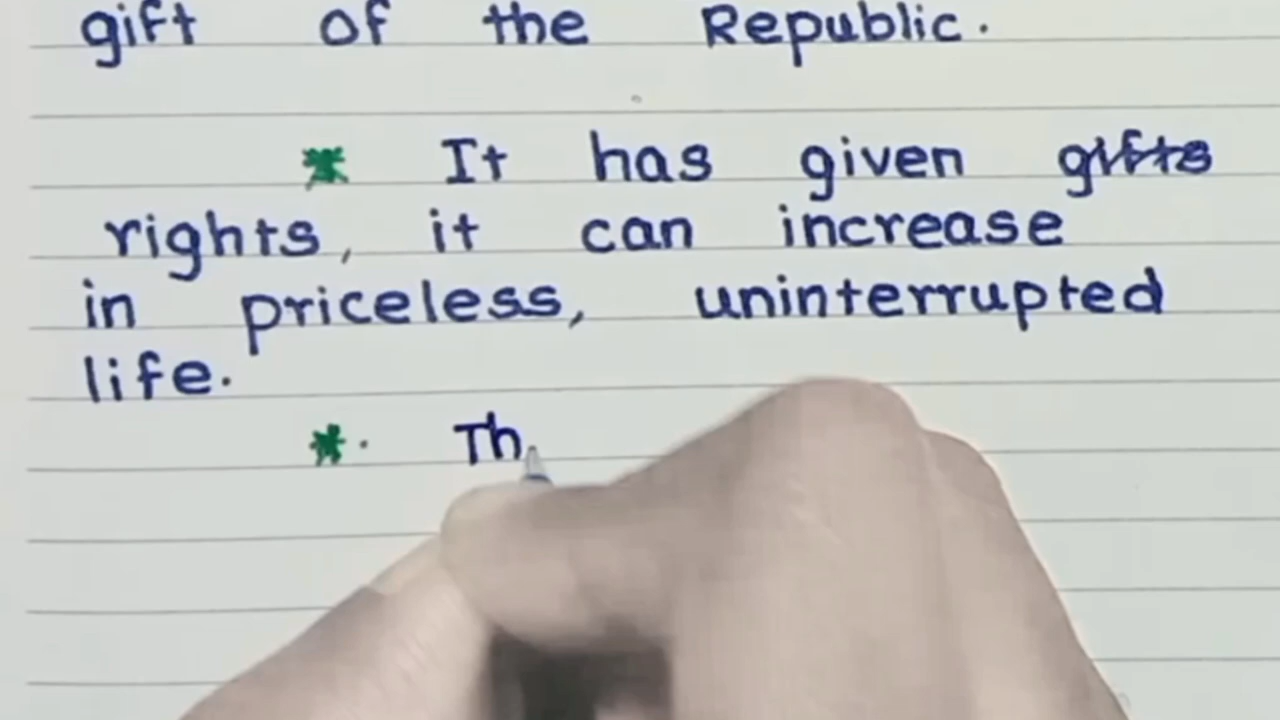 gift of the Republic.
* It has given gifts
rights, it can increase
in priceless, uninterrupted
life.
*. Th